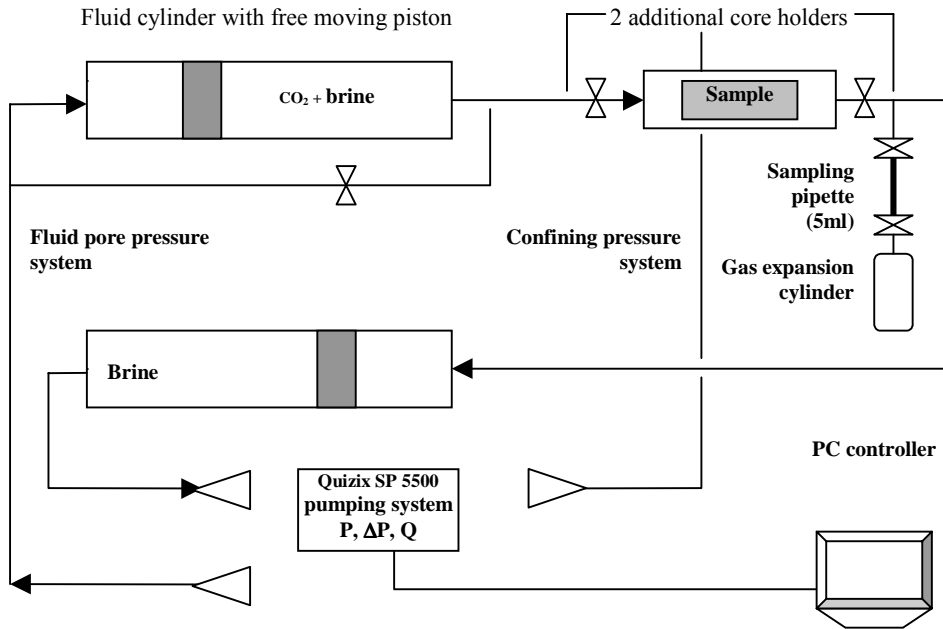 Fluid cylinder with free moving piston
2 additional core holders
CO₂ + brine
Sample
Sampling
pipette
(5ml)
Fluid pore pressure
system
Confining pressure
system
Gas expansion
cylinder
Brine
PC controller
Quizix SP 5500
pumping system
P, ΔP, Q